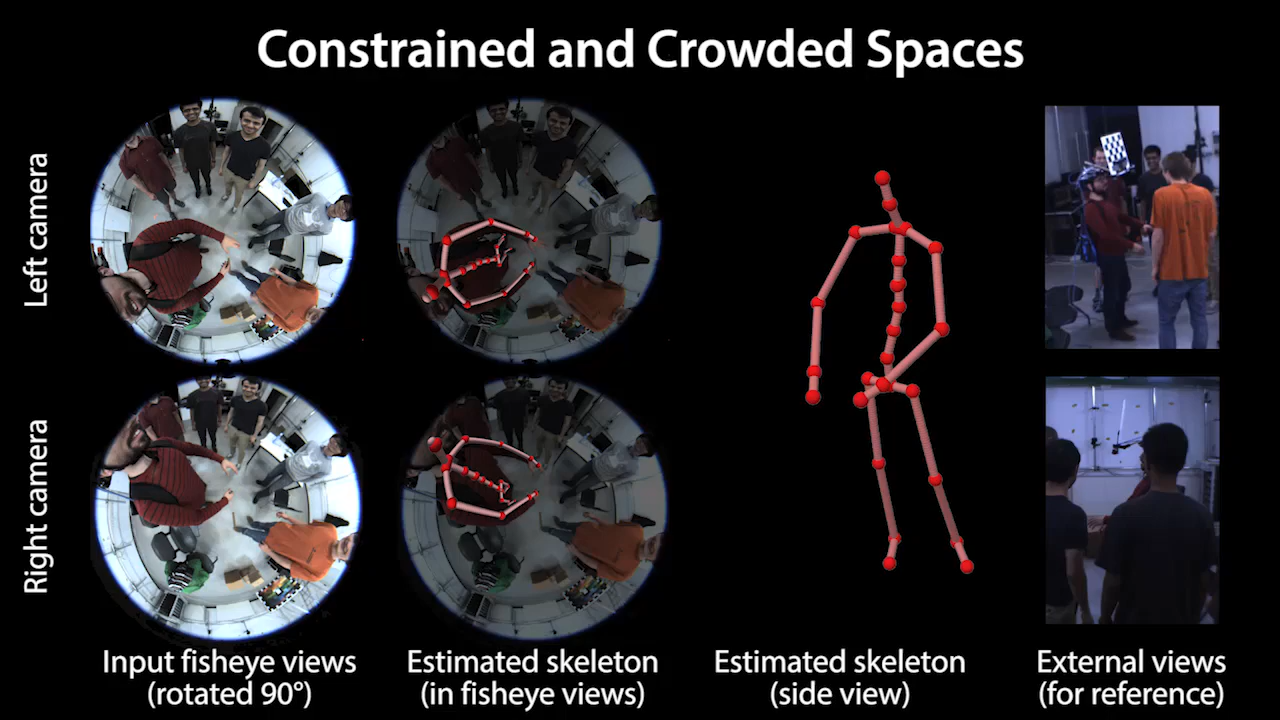 Constrained and Crowded Spaces
Left camera
Right camera
Input fisheye views
(rotated 90°)
Estimated skeleton
(in fisheye views)
Estimated skeleton
(side view)
External views
(for reference)